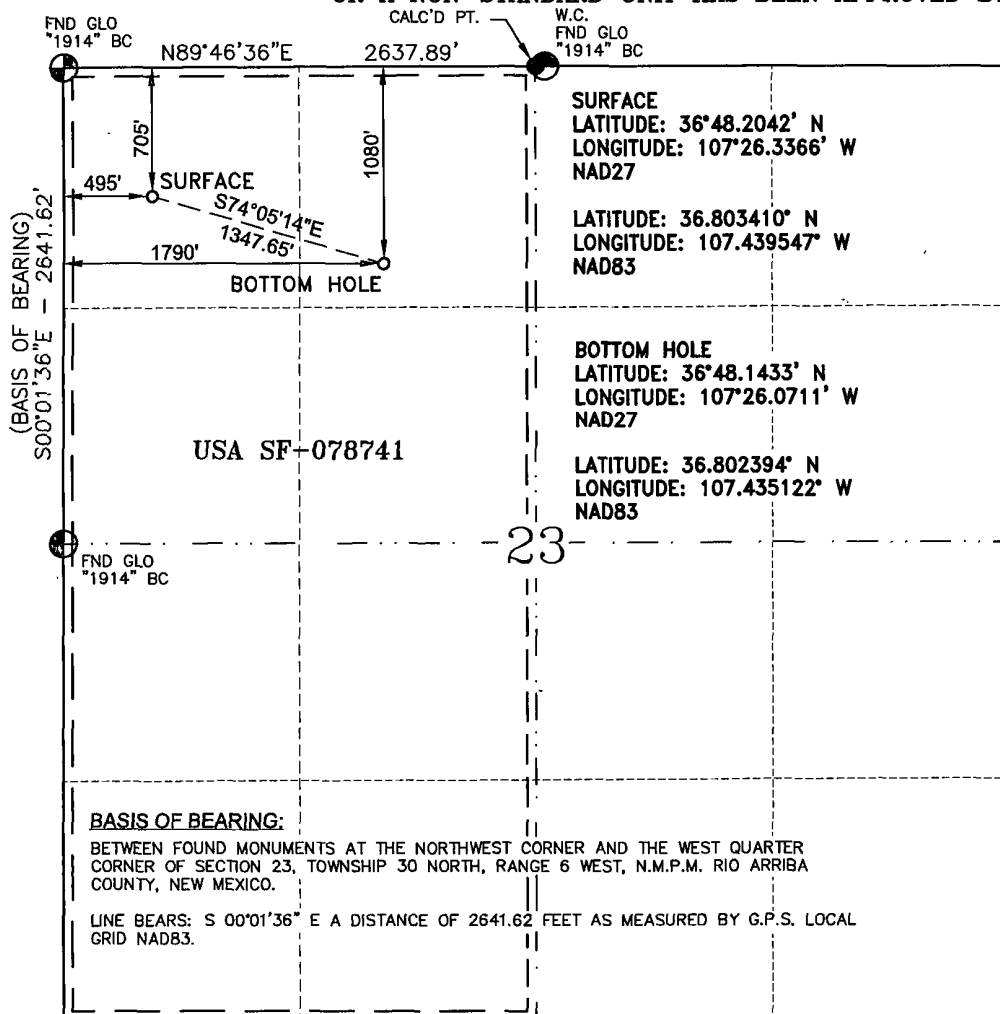 FND GLO
"1914" BC
CALC'D PT.
W.C.
FND GLO
"1914" BC
N89°46'36"E 2637.89'
705'
1080'
495'
SURFACE
S74°05'14"E
1347.65'
1790'
BOTTOM HOLE
(BASIS OF BEARING)
S00°01'36"E - 2641.62'
SURFACE
LATITUDE: 36°48.2042' N
LONGITUDE: 107°26.3366' W
NAD27
LATITUDE: 36.803410° N
LONGITUDE: 107.439547° W
NAD83
BOTTOM HOLE
LATITUDE: 36°48.1433' N
LONGITUDE: 107°26.0711' W
NAD27
LATITUDE: 36.802394° N
LONGITUDE: 107.435122° W
NAD83
USA SF-078741
23
FND GLO
"1914" BC
BASIS OF BEARING:
BETWEEN FOUND MONUMENTS AT THE NORTHWEST CORNER AND THE WEST QUARTER
CORNER OF SECTION 23, TOWNSHIP 30 NORTH, RANGE 6 WEST, N.M.P.M. RIO ARRIBA
COUNTY, NEW MEXICO.
LINE BEARS: S 00°01'36" E A DISTANCE OF 2641.62 FEET AS MEASURED BY G.P.S. LOCAL
GRID NAD83.